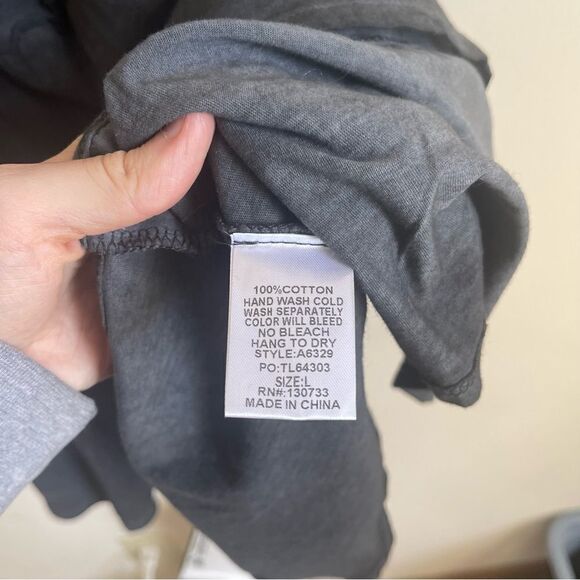 100%COTTON
HAND WASH COLD
WASH SEPARATELY
COLOR WILL BLEED
NO BLEACH
HANG TO DRY
STYLE:A6329
PO:TL64303
SIZE:L
RN#:130733
MADE IN CHINA